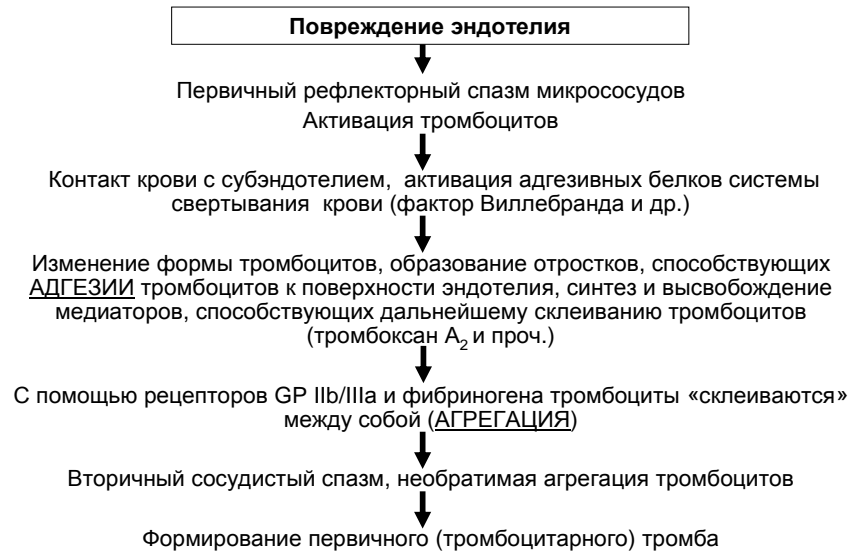 Повреждение эндотелия
Первичный рефлекторный спазм микрососудов
Активация тромбоцитов
Контакт крови с субэндотелием, активация адгезивных белков системы
свертывания крови (фактор Виллебранда и др.)
Изменение формы тромбоцитов, образование отростков, способствующих
АДГЕЗИИ тромбоцитов к поверхности эндотелия, синтез и высвобождение
медиаторов, способствующих дальнейшему склеиванию тромбоцитов
(тромбоксан А₂ и проч.)
С помощью рецепторов GP IIb/IIIa и фибриногена тромбоциты «склеиваются»
между собой (АГРЕГАЦИЯ)
Вторичный сосудистый спазм, необратимая агрегация тромбоцитов
Формирование первичного (тромбоцитарного) тромба